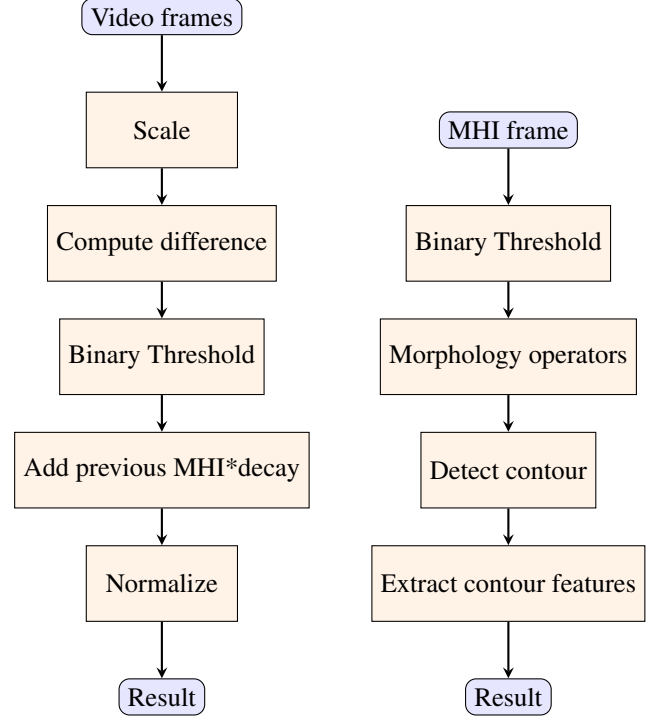 Video frames
Scale
Compute difference
Binary Threshold
Add previous MHI*decay
Normalize
Result
MHI frame
Binary Threshold
Morphology operators
Detect contour
Extract contour features
Result